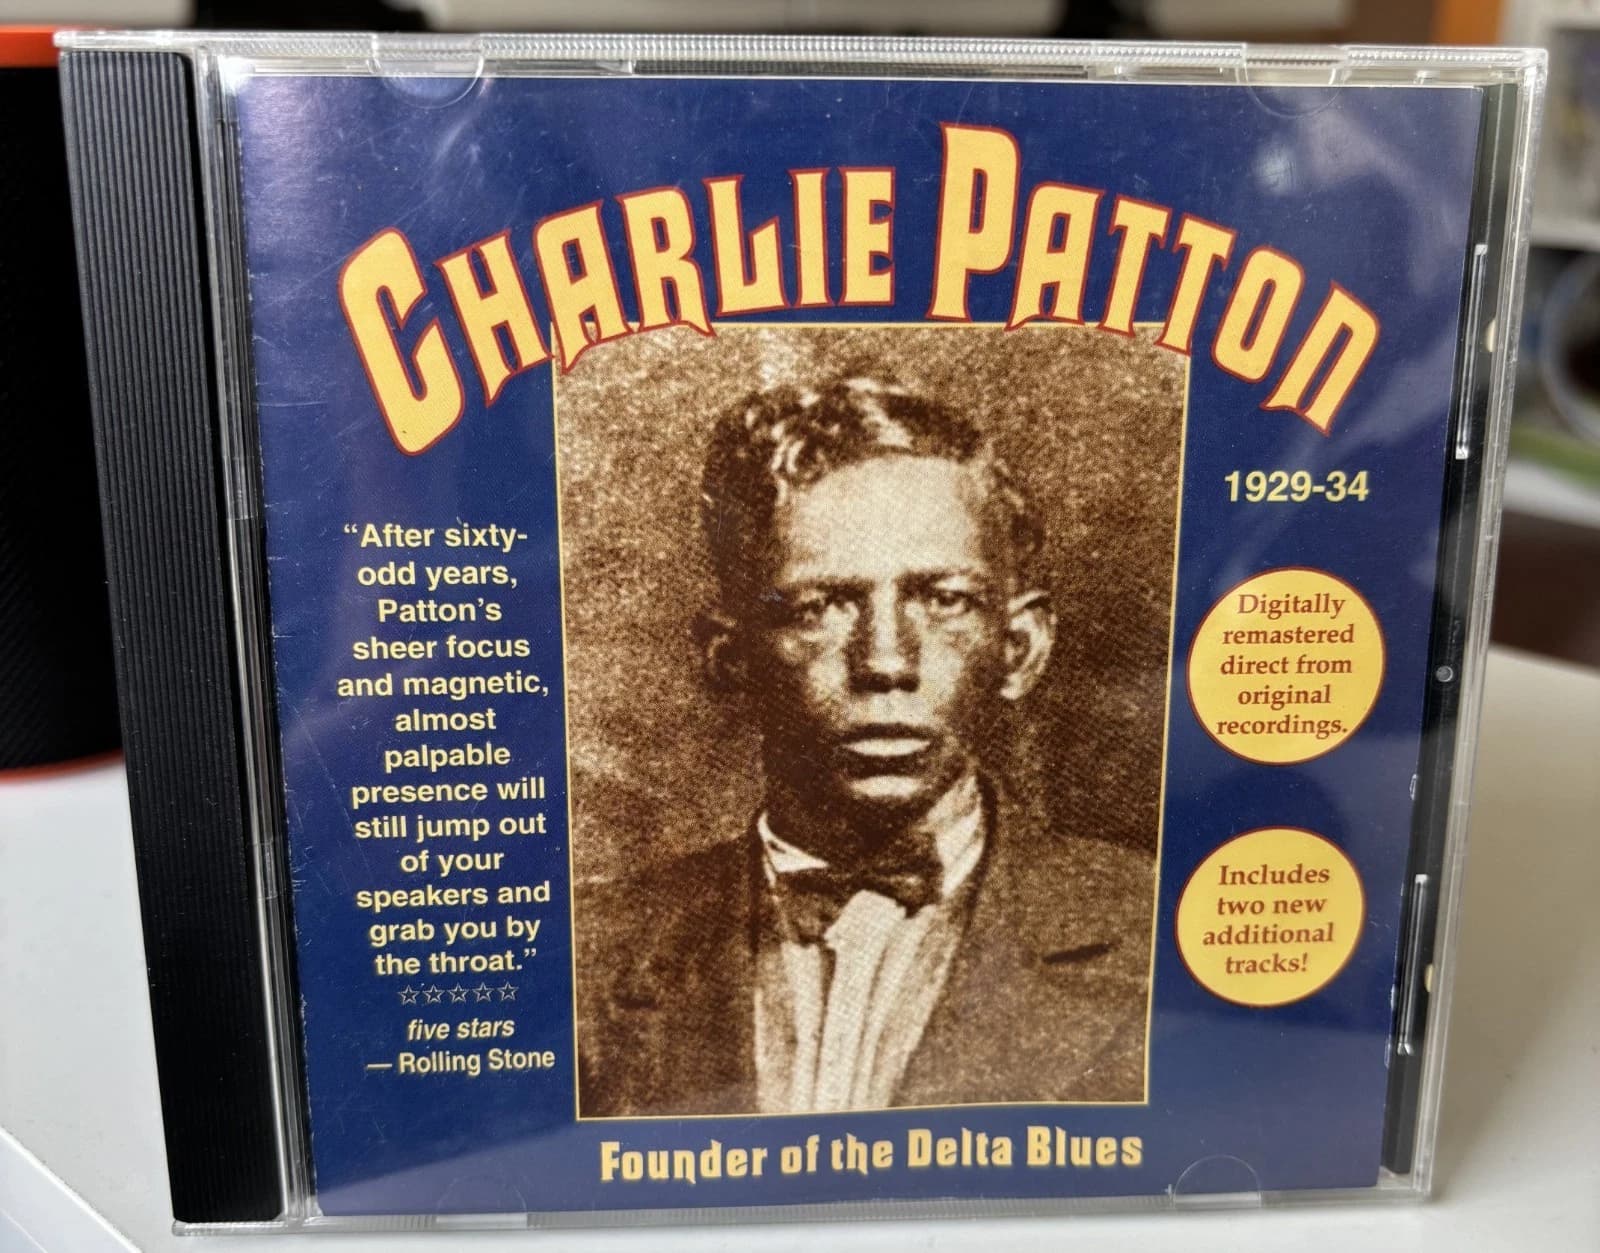 CHARLIE PATTON
1929-34
“After sixty-
odd years,
Patton’s
sheer focus
and magnetic,
almost
palpable
presence will
still jump out
of your
speakers and
grab you by
the throat.”
☆☆☆☆☆
five stars
— Rolling Stone
Digitally
remastered
direct from
original
recordings.
Includes
two new
additional
tracks!
Founder of the Delta Blues